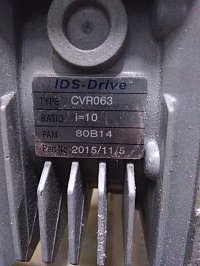 IDS-Drive
TYPE CVR063
RATIO i=10
PAM 80B14
2015/11/5